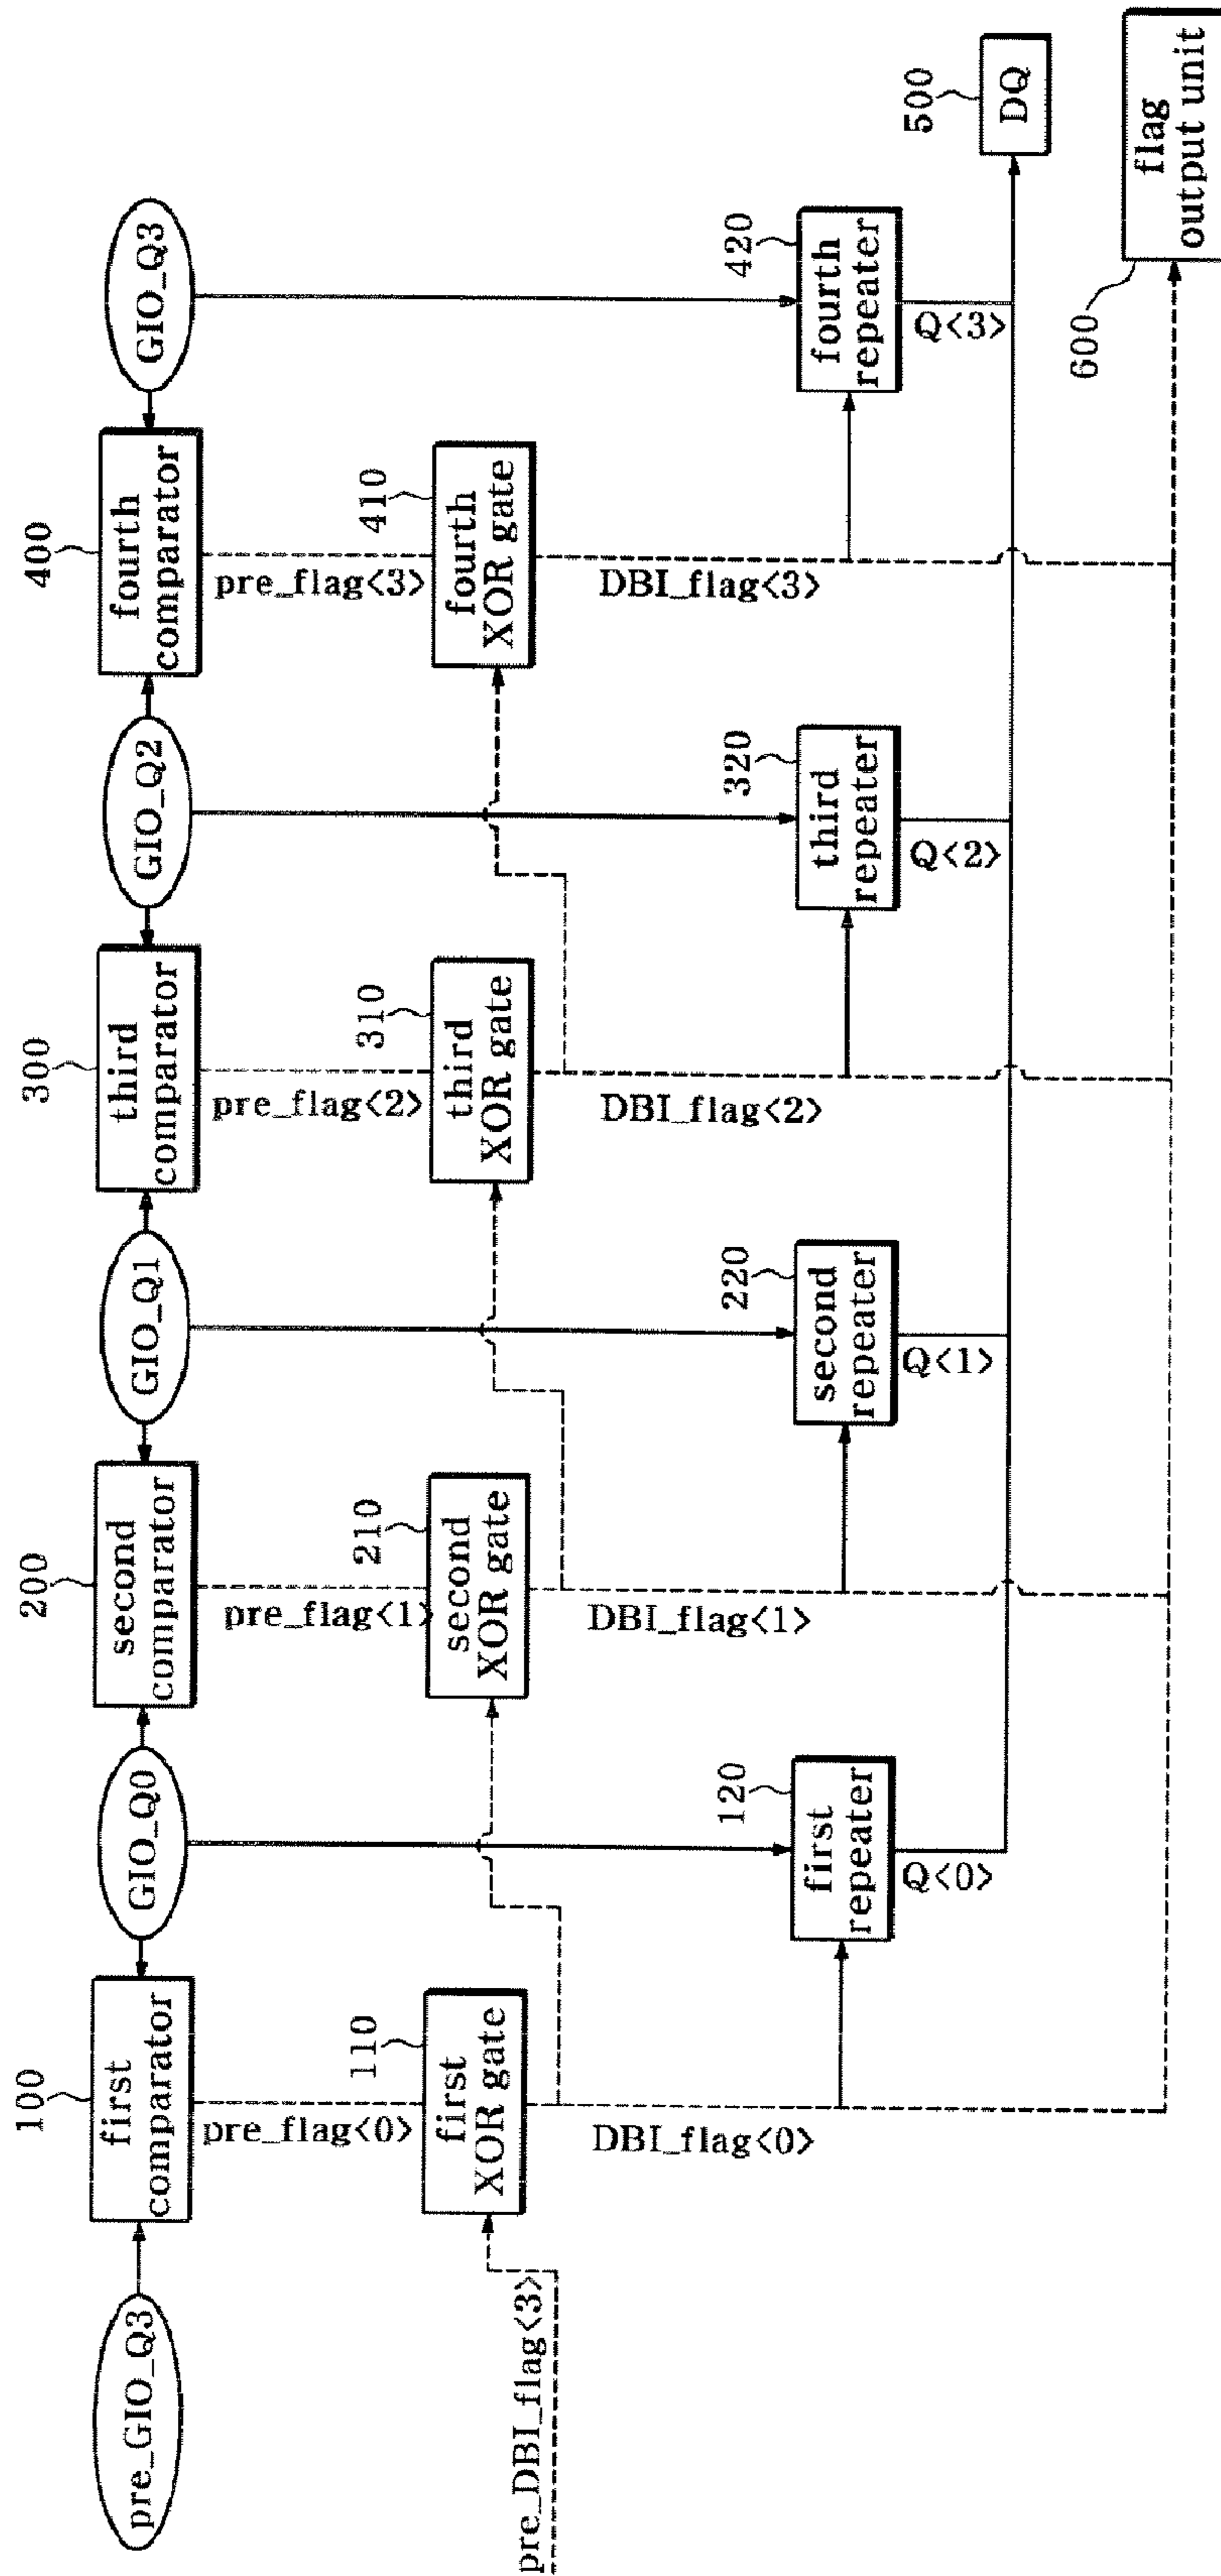 100
200
300
400
pre_GIO_Q3
first
comparator
GIO_Q0
second
comparator
GIO_Q1
third
comparator
GIO_Q2
fourth
comparator
GIO_Q3
pre_flag<0>
pre_flag<1>
pre_flag<2>
pre_flag<3>
110
210
310
410
first
XOR gate
second
XOR gate
third
XOR gate
fourth
XOR gate
pre_DBI_flag<3>
DBI_flag<0>
DBI_flag<1>
DBI_flag<2>
DBI_flag<3>
120
220
320
420
first
repeater
second
repeater
third
repeater
fourth
repeater
Q<0>
Q<1>
Q<2>
Q<3>
500
DQ
600
flag
output unit